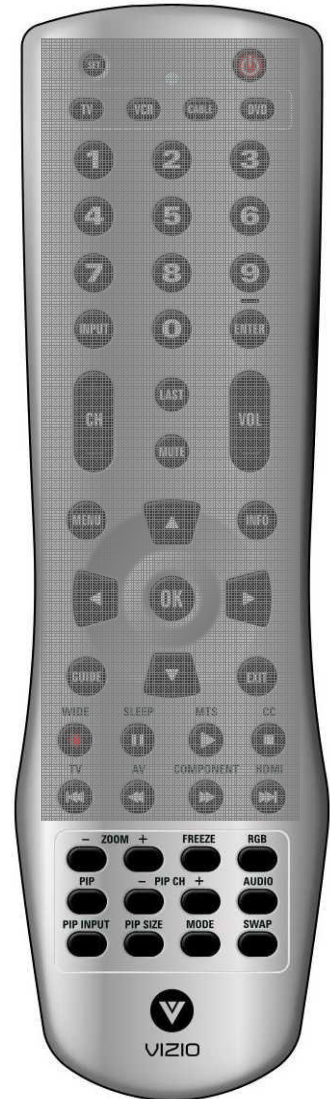 SET
TV VCR CABLE DVD
1 2 3
4 5 6
7 8 9
INPUT 0 ENTER
CH LAST VOL
MUTE
MENU INFO
OK
GUIDE EXIT
WIDE SLEEP MTS CC
TV AV COMPONENT HDMI
- ZOOM + FREEZE RGB
PIP - PIP CH + AUDIO
PIP INPUT PIP SIZE MODE SWAP
V
VIZIO